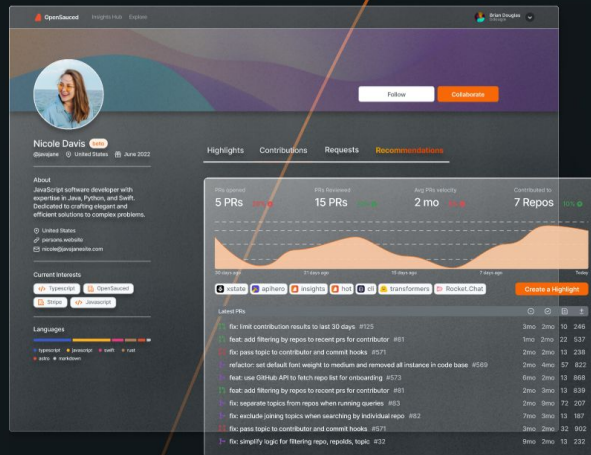 OpenSauced Insights Hub Explore Brian Douglas
Follow Collaborate
Nicole Davis
@javajane United States June 2022
Highlights Contributions Requests Recommendations
About
JavaScript software developer with
expertise in Java, Python, and Swift.
Dedicated to crafting elegant and
efficient solutions to complex problems.
United States
persons.website
nicole@javajanesite.com
Current Interests
Typescript OpenSauced
Stripe Javascript
Languages
typescript javascript swift rust
astro markdown
PRs opened PRs Reviewed Avg PRs velocity Contributed to
5 PRs 15 PRs 2 mo 7 Repos 10%
30 days ago 21 days ago 15 days ago 7 days ago Today
xstate apihero insights hot cli transformers Rocket.Chat Create a Highlight
Latest PRs
fix: limit contribution results to last 30 days #125 3mo 2mo 10 246
feat: add filtering by repos to recent prs for contributor #81 1mo 2mo 22 537
fix: pass topic to contributor and commit hooks #571 2mo 2mo 13 238
refactor: set default font weight to medium and removed all instance in code base #569 2mo 4mo 57 822
feat: use GitHub API to fetch repo list for onboarding #573 6mo 2mo 13 868
feat: add filtering by repos to recent prs for contributor #81 2mo 3mo 13 639
fix: separate topics from repos when running queries #83 2mo 9mo 72 207
fix: exclude joining topics when searching by individual repo #82 7mo 3mo 13 187
fix: pass topic to contributor and commit hooks #571 3mo 2mo 32 902
fix: simplify logic for filtering repo, repoIds, topic #32 9mo 2mo 13 232